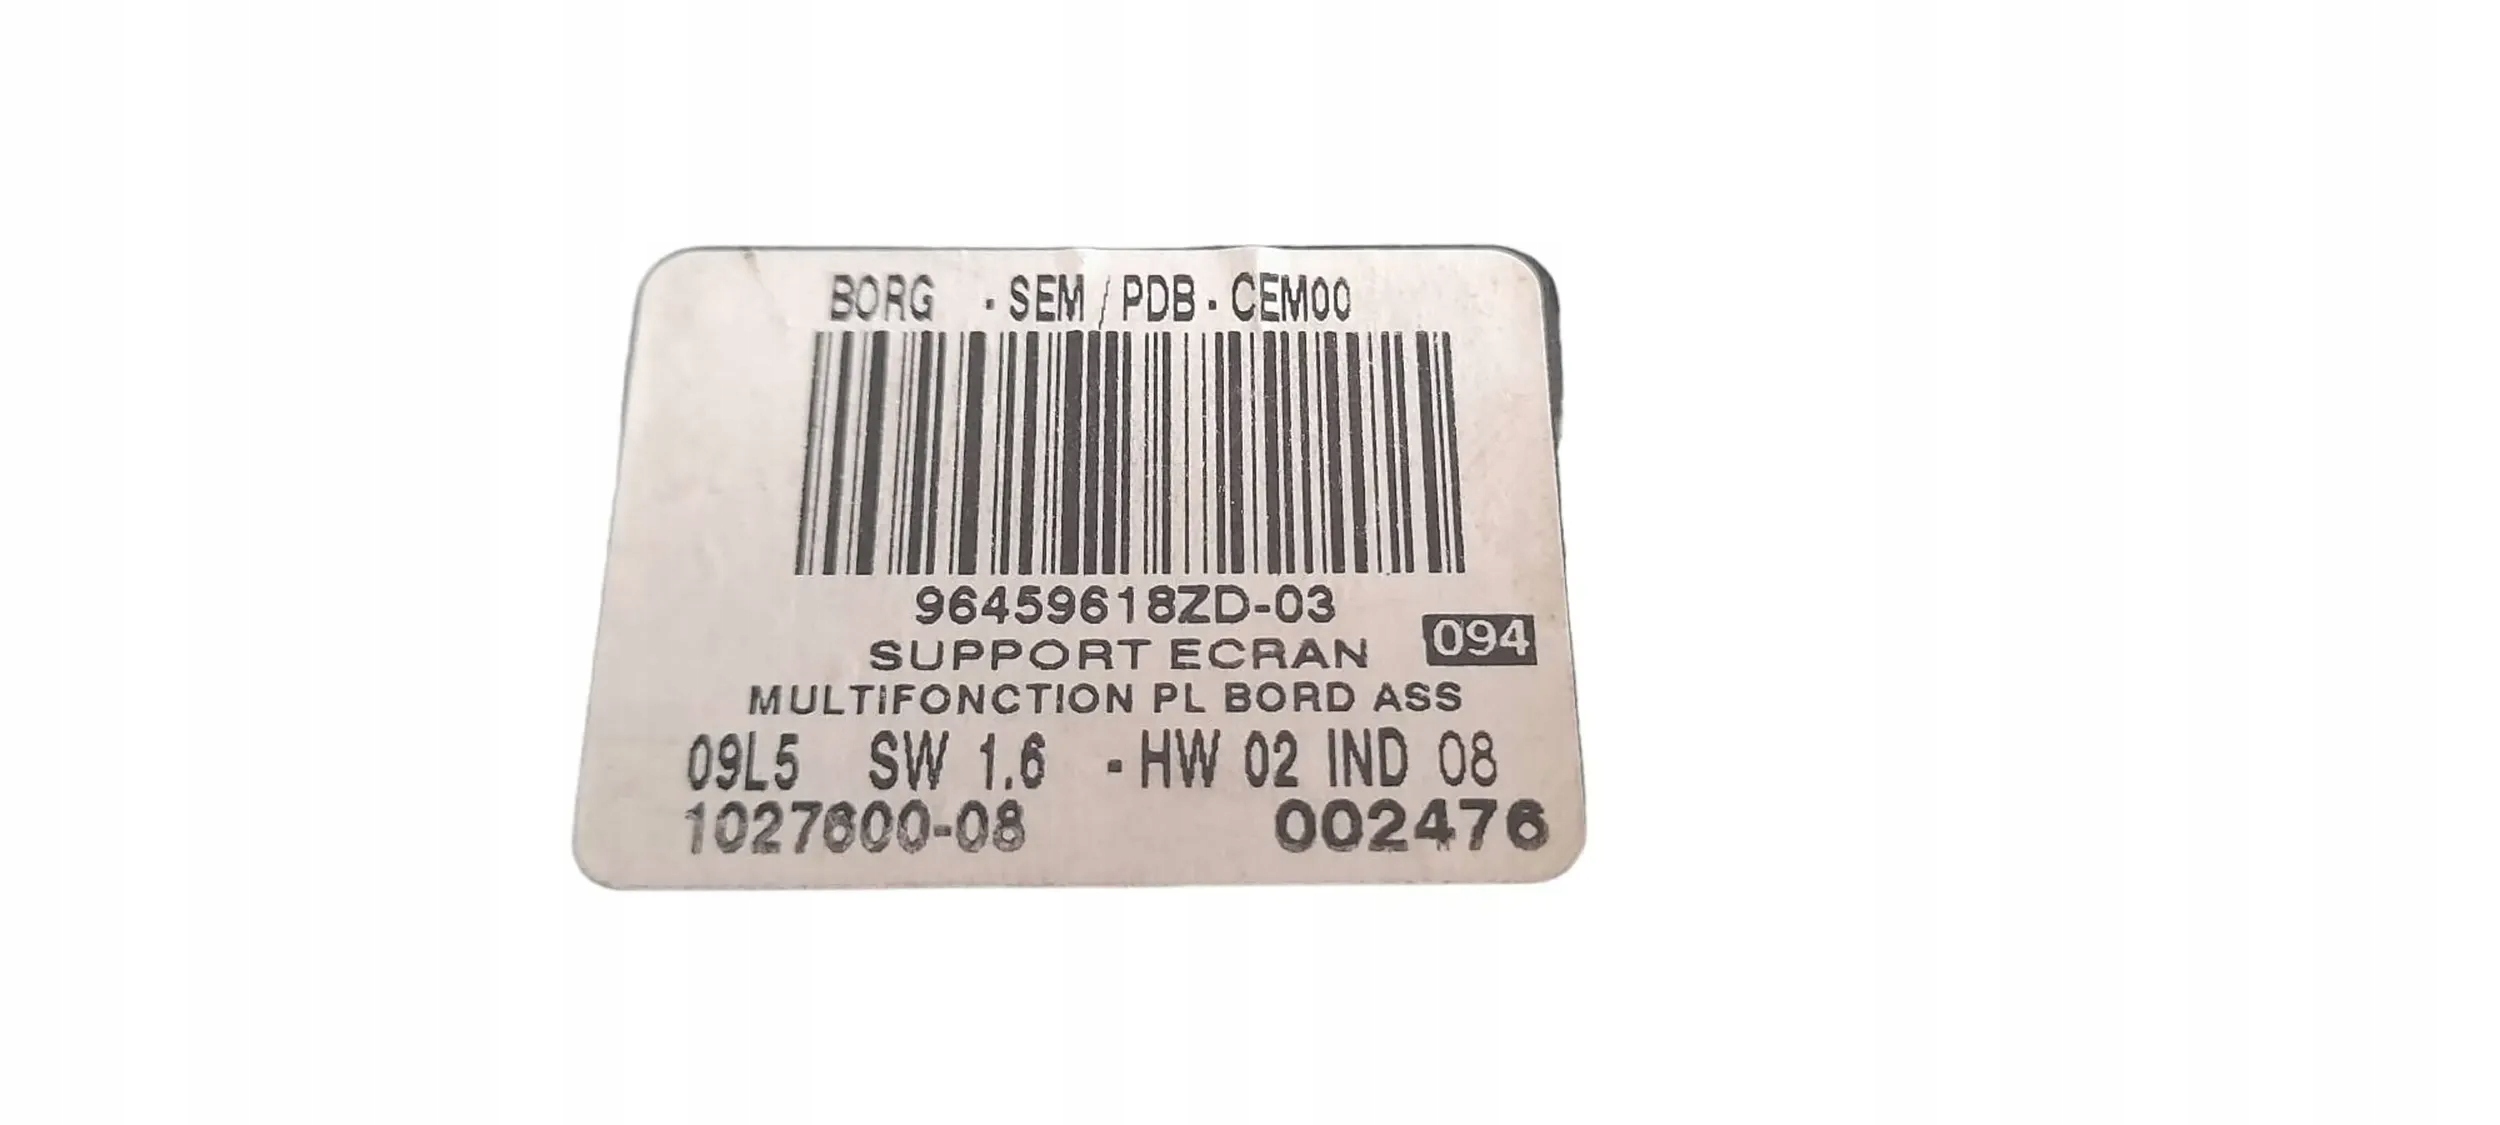 BORG - SEM / PDB - CEM00
96459618ZD-03
SUPPORT ECRAN 094
MULTIFONCTION PL BORD ASS
09L5 SW 1.6 - HW 02 IND 08
1027600-08 002476